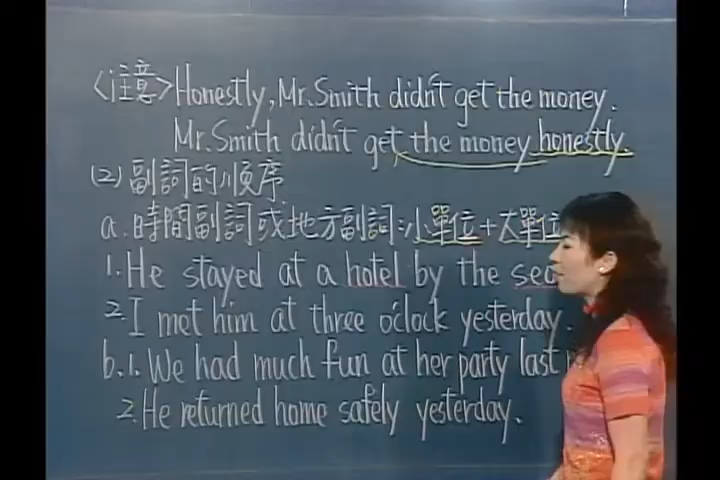 <注意>Honestly, Mr. Smith didn't get the money.
Mr. Smith didn't get the money honestly.
(2) 副詞的順序
a. 時間副詞或地方副詞:小單位+大單位
1. He stayed at a hotel by the sea
2. I met him at three o'clock yesterday.
b. 1. We had much fun at her party last
2. He returned home safely yesterday.